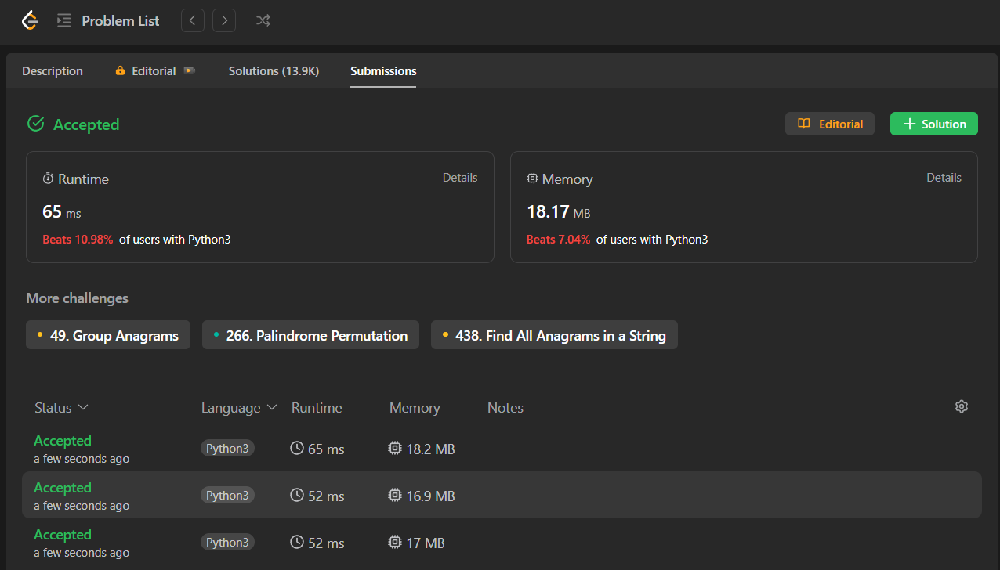 Problem List
Description Editorial Solutions (13.9K) Submissions
Accepted Editorial Solution
Runtime Details
65 ms
Beats 10.98% of users with Python3
Memory Details
18.17 MB
Beats 7.04% of users with Python3
More challenges
49. Group Anagrams 266. Palindrome Permutation 438. Find All Anagrams in a String
Status Language Runtime Memory Notes
Accepted
a few seconds ago
Python3 65 ms 18.2 MB
Accepted
a few seconds ago
Python3 52 ms 16.9 MB
Accepted
a few seconds ago
Python3 52 ms 17 MB